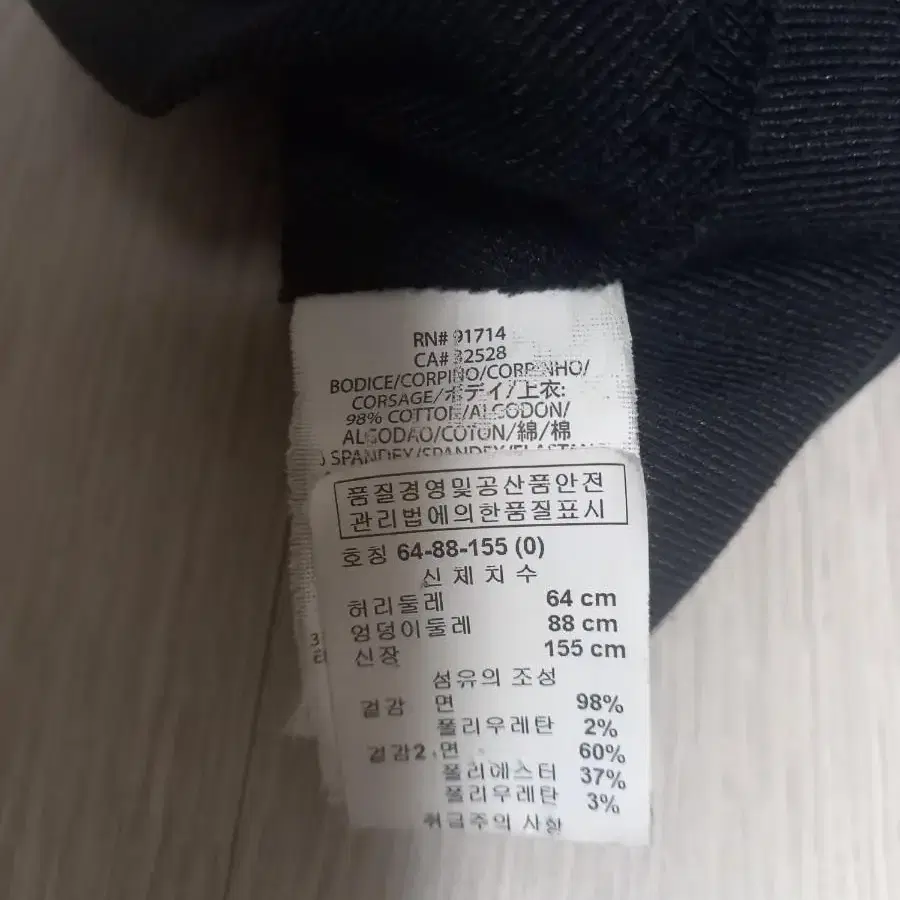 RN# 91714
CA# 32528
BODICE/CORPINO/CORPINHO/
CORSAGE/ボディ/上衣:
98% COTTON/ALGODON/
ALGODAO/COTON/綿/棉
SPANDEX/SPANDEX/ELASTAN
품질경영및공산품안전
관리법에의한품질표시
호칭 64-88-155 (0)
신체치수
허리둘레 64 cm
엉덩이둘레 88 cm
신장 155 cm
섬유의 조성
겉감 면 98%
폴리우레탄 2%
겉감2 면 60%
폴리에스터 37%
폴리우레탄 3%
취급주의 사항